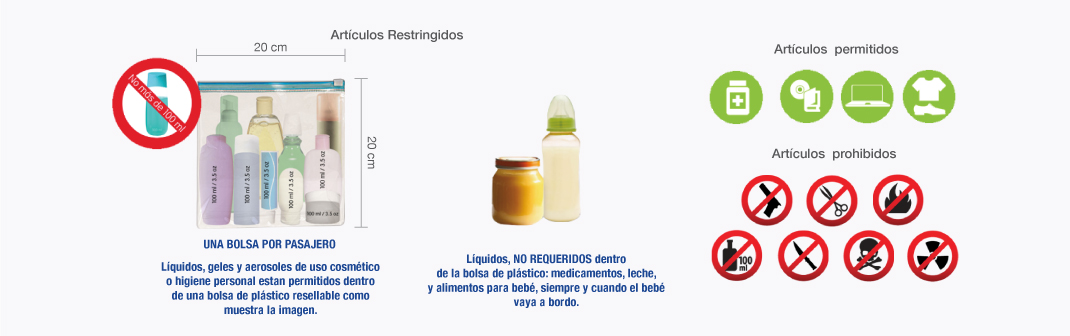 Artículos Restringidos
20 cm
20 cm
No más de 100 ml
100 ml / 3.5 oz
100 ml / 3.5 oz
100 ml / 3.5 oz
100 ml / 3.5 oz
100 ml / 3.5 oz
100 ml / 3.5 oz
UNA BOLSA POR PASAJERO
Líquidos, geles y aerosoles de uso cosmético
o higiene personal estan permitidos dentro
de una bolsa de plástico resellable como
muestra la imagen.
Líquidos, NO REQUERIDOS dentro
de la bolsa de plástico: medicamentos, leche,
y alimentos para bebé, siempre y cuando el bebé
vaya a bordo.
Artículos permitidos
Artículos prohibidos
100
ml